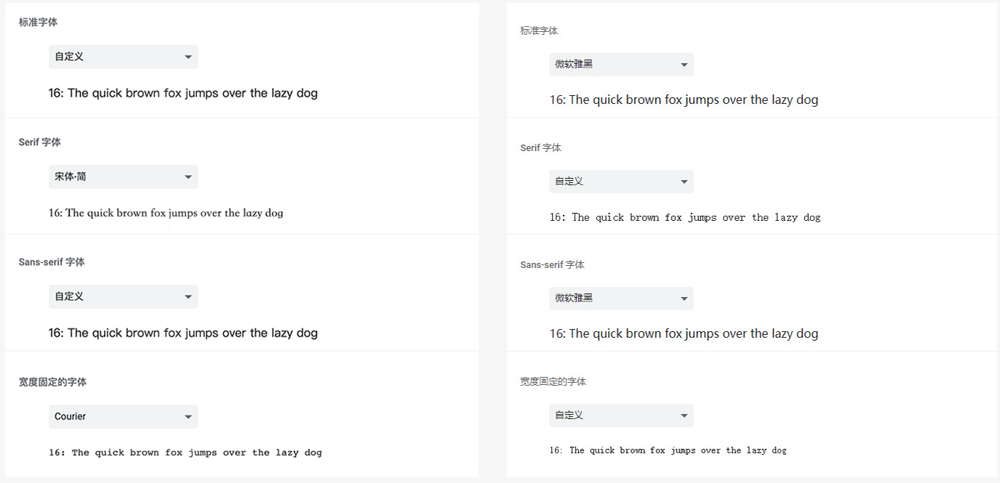 标准字体
自定义
16: The quick brown fox jumps over the lazy dog
Serif 字体
宋体-简
16: The quick brown fox jumps over the lazy dog
Sans-serif 字体
自定义
16: The quick brown fox jumps over the lazy dog
宽度固定的字体
Courier
16: The quick brown fox jumps over the lazy dog
标准字体
微软雅黑
16: The quick brown fox jumps over the lazy dog
Serif 字体
自定义
16: The quick brown fox jumps over the lazy dog
Sans-serif 字体
微软雅黑
16: The quick brown fox jumps over the lazy dog
宽度固定的字体
自定义
16: The quick brown fox jumps over the lazy dog